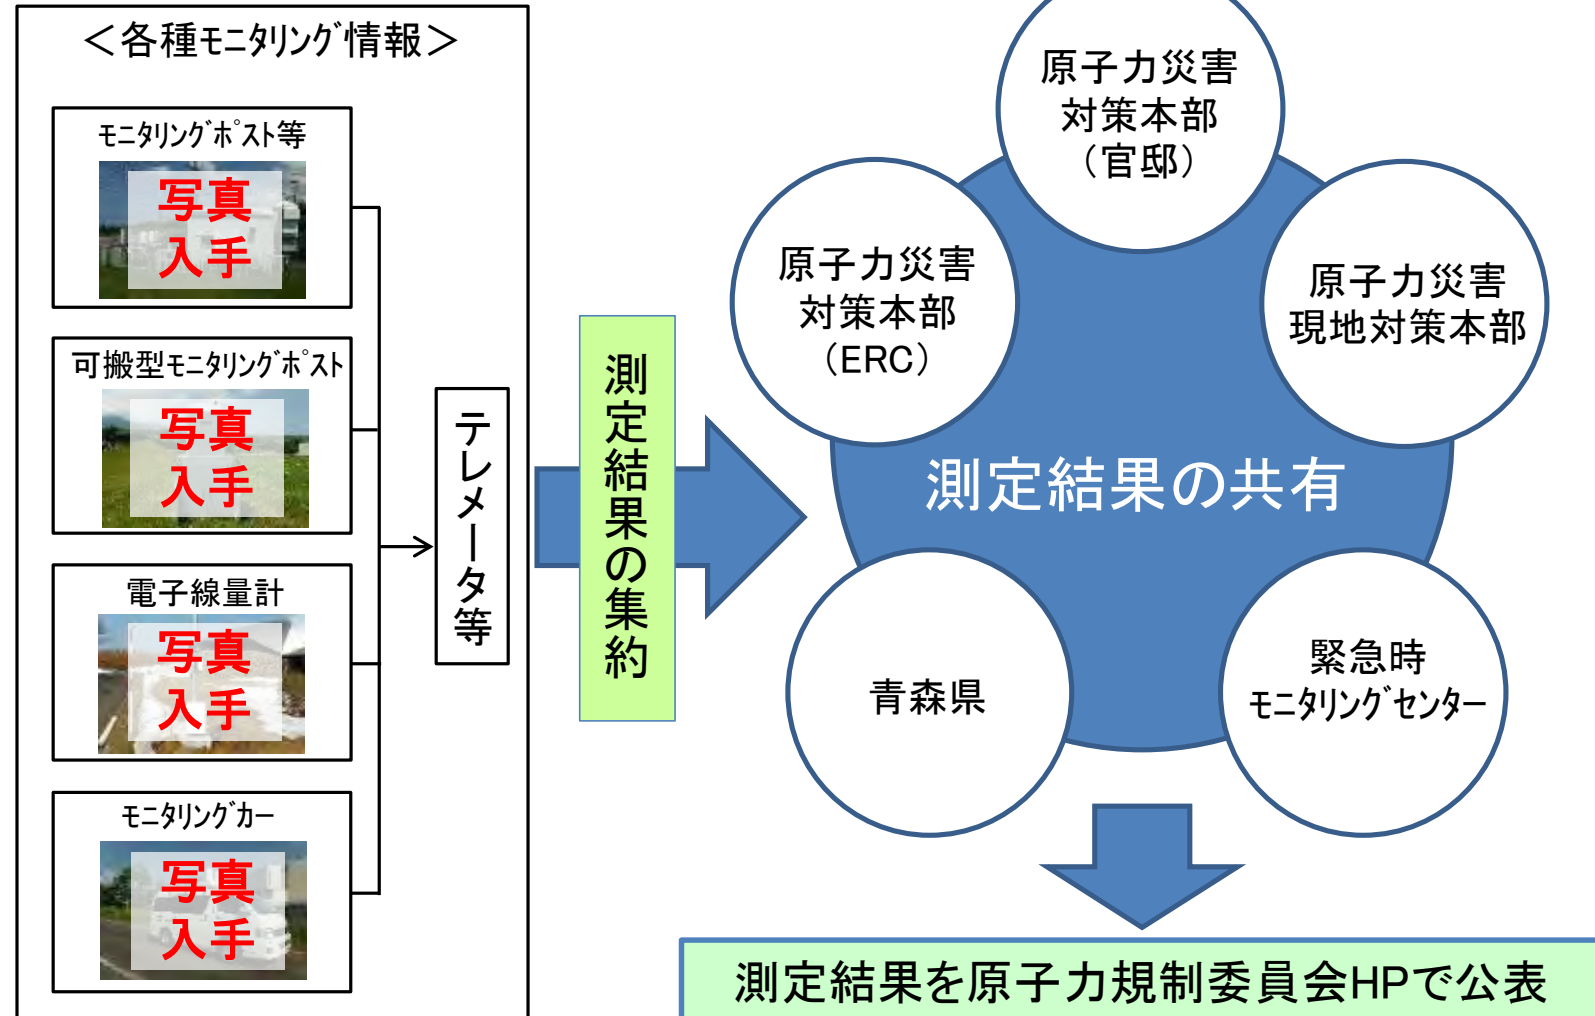 ＜各種ﾓﾆﾀﾘﾝｸﾞ情報＞
ﾓﾆﾀﾘﾝｸﾞﾎﾟｽﾄ等
写真
入手
可搬型ﾓﾆﾀﾘﾝｸﾞﾎﾟｽﾄ
写真
入手
電子線量計
写真
入手
ﾓﾆﾀﾘﾝｸﾞｶｰ
写真
入手
テレメータ等
測定結果の集約
原子力災害
対策本部
（官邸）
原子力災害
対策本部
（ERC）
原子力災害
現地対策本部
測定結果の共有
青森県
緊急時
ﾓﾆﾀﾘﾝｸﾞｾﾝﾀｰ
測定結果を原子力規制委員会HPで公表